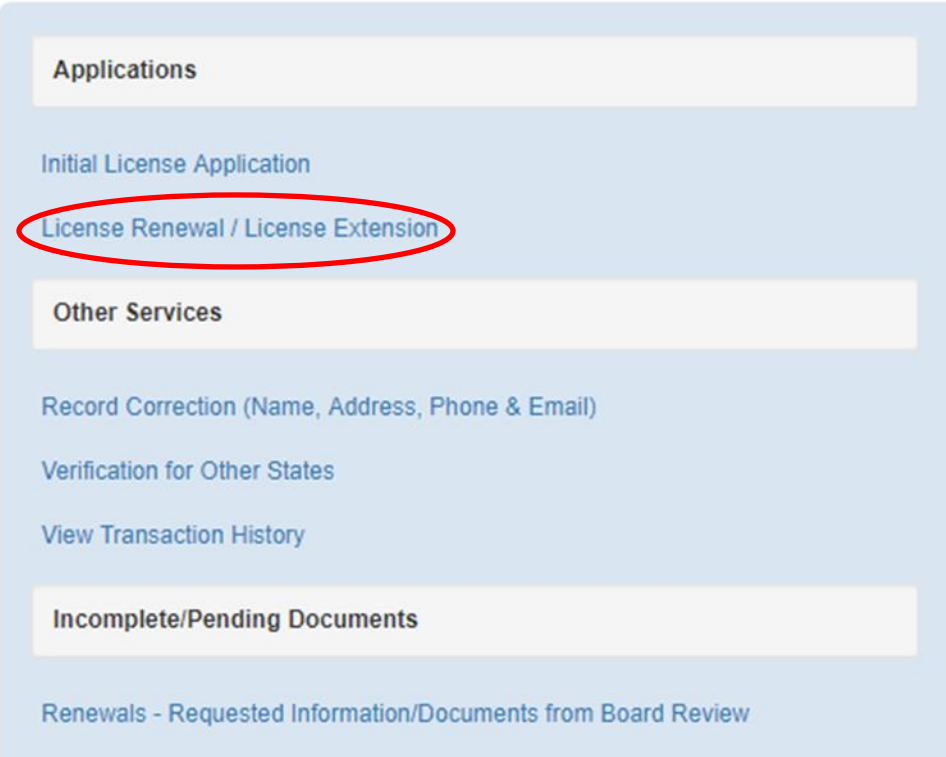 Applications
Initial License Application
License Renewal / License Extension
Other Services
Record Correction (Name, Address, Phone & Email)
Verification for Other States
View Transaction History
Incomplete/Pending Documents
Renewals - Requested Information/Documents from Board Review